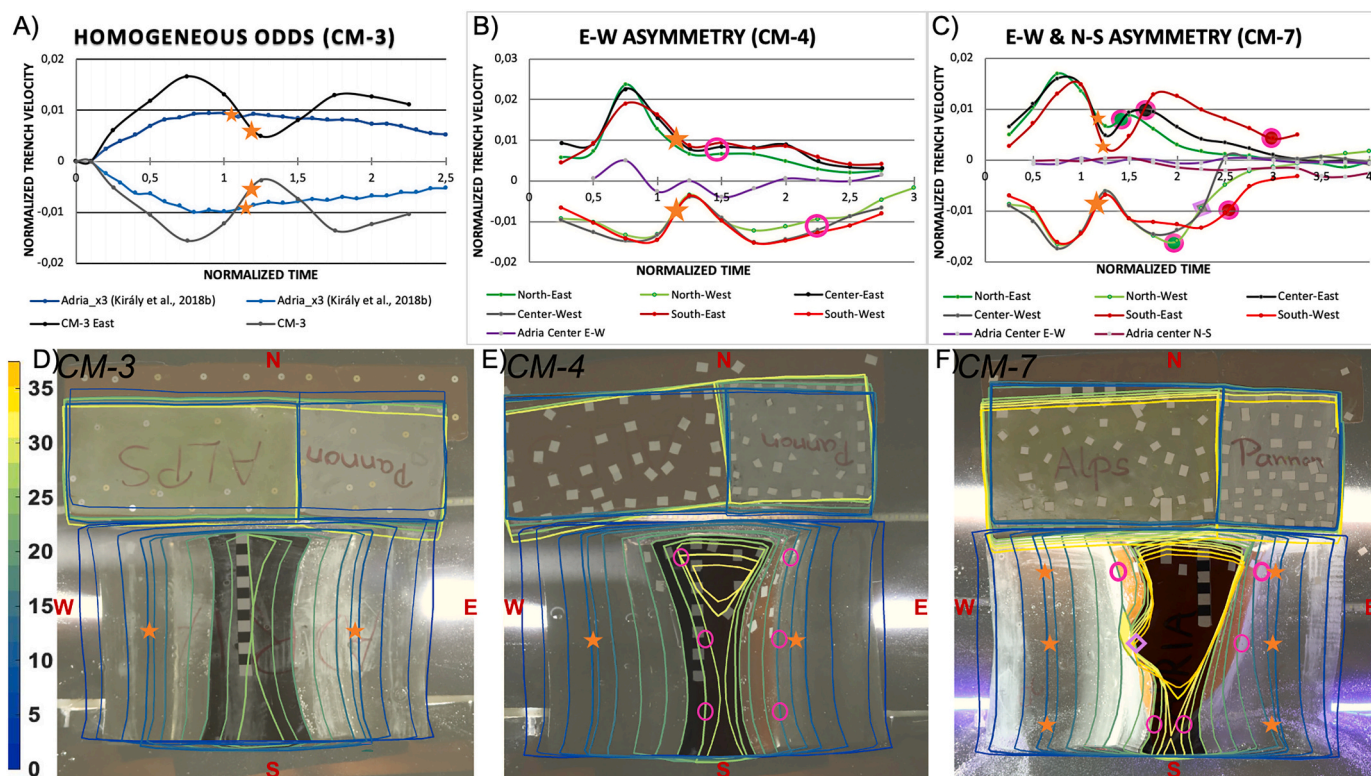 A) HOMOGENEOUS ODDS (CM-3)
NORMALIZED TRENCH VELOCITY
0,02
0,01
0
-0,01
-0,02
0,0 0,5 1,0 1,5 2,0 2,5
NORMALIZED TIME
Adria_x3 (Király et al., 2018b) Adria_x3 (Király et al., 2018b)
CM-3 East CM-3
B) E-W ASYMMETRY (CM-4)
NORMALIZED TRENCH VELOCITY
0,03
0,02
0,01
0
-0,01
-0,02
0 0,5 1 1,5 2 2,5 3
NORMALIZED TIME
North-East North-West Center-East
Center-West South-East South-West
Adria Center E-W
C) E-W & N-S ASYMMETRY (CM-7)
NORMALIZED TRENCH VELOCITY
0,02
0,01
0
-0,01
-0,02
0 0,5 1 1,5 2 2,5 3 3,5 4
NORMALIZED TIME
North-East North-West Center-East
Center-West South-East South-West
Adria Center E-W Adria center N-S
D) CM-3
35
30
25
20
15
10
5
0
N
ALPS Pannon
W E
S
E) CM-4
N
Pannon
W E
S
F) CM-7
N
Alps Pannon
W E
RIA
S